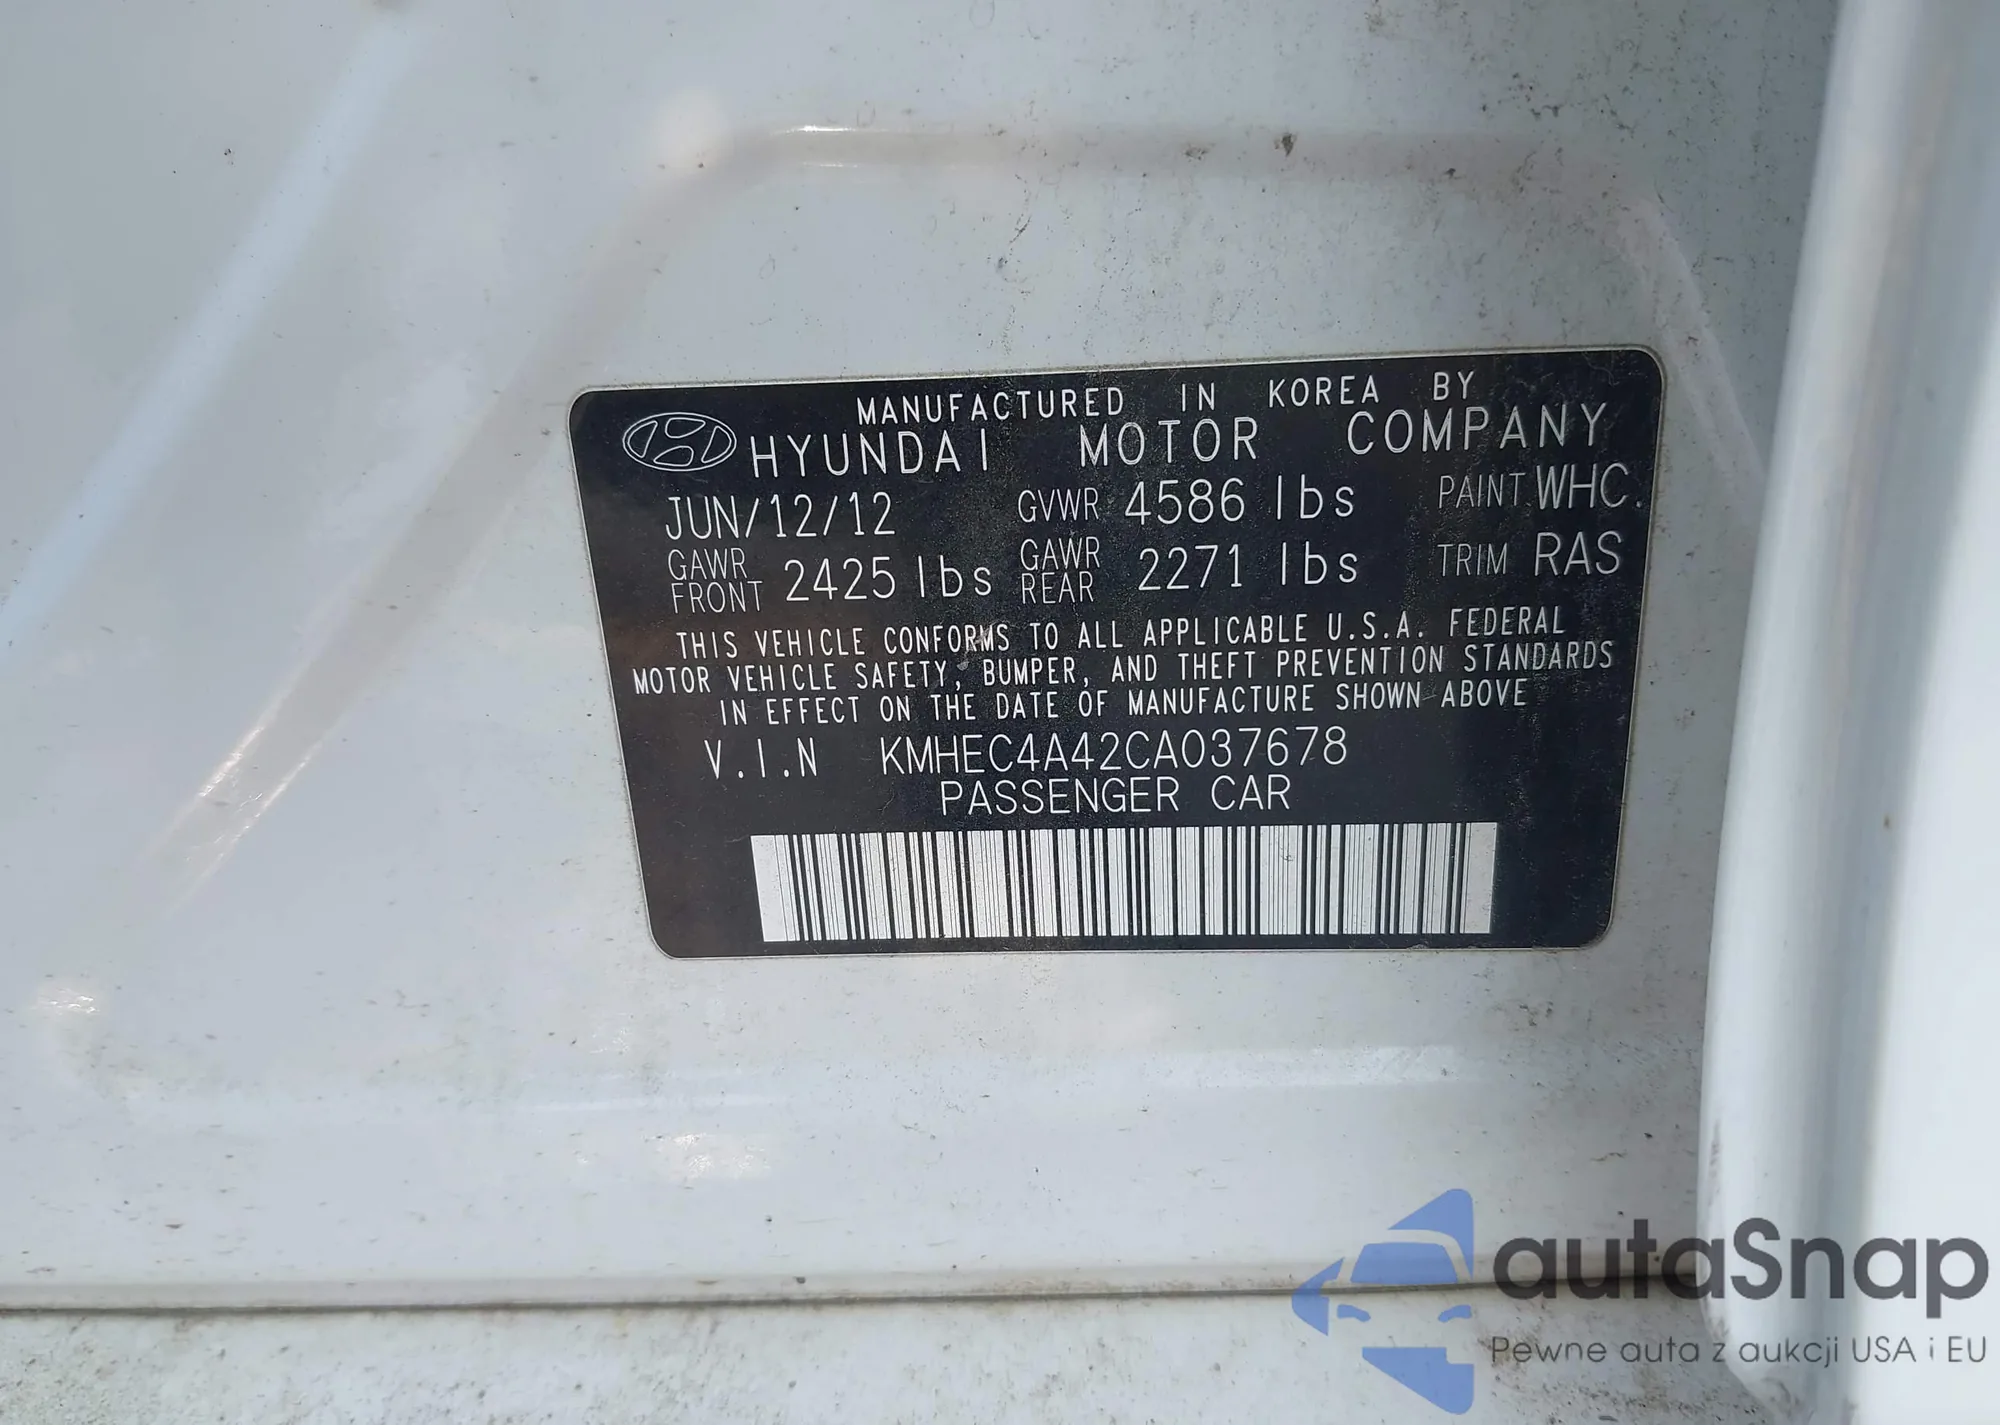 MANUFACTURED IN KOREA BY
HYUNDAI MOTOR COMPANY
JUN/12/12 GVWR 4586 lbs PAINT WHC.
GAWR FRONT 2425 lbs GAWR REAR 2271 lbs TRIM RAS
THIS VEHICLE CONFORMS TO ALL APPLICABLE U.S.A. FEDERAL
MOTOR VEHICLE SAFETY, BUMPER, AND THEFT PREVENTION STANDARDS
IN EFFECT ON THE DATE OF MANUFACTURE SHOWN ABOVE
V.I.N KMHEC4A42CA037678
PASSENGER CAR
autaSnap
Pewne auta z aukcji USA i EU